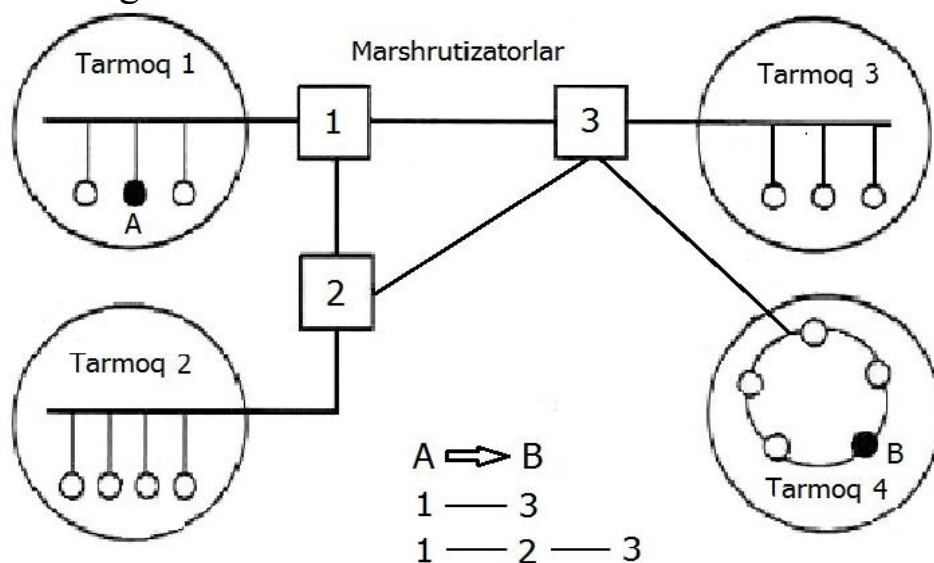 Marshrutizatorlar
Tarmoq 1
Tarmoq 3
1
3
A
2
Tarmoq 2
A ⇒ B
B
Tarmoq 4
1 — 3
1 — 2 — 3